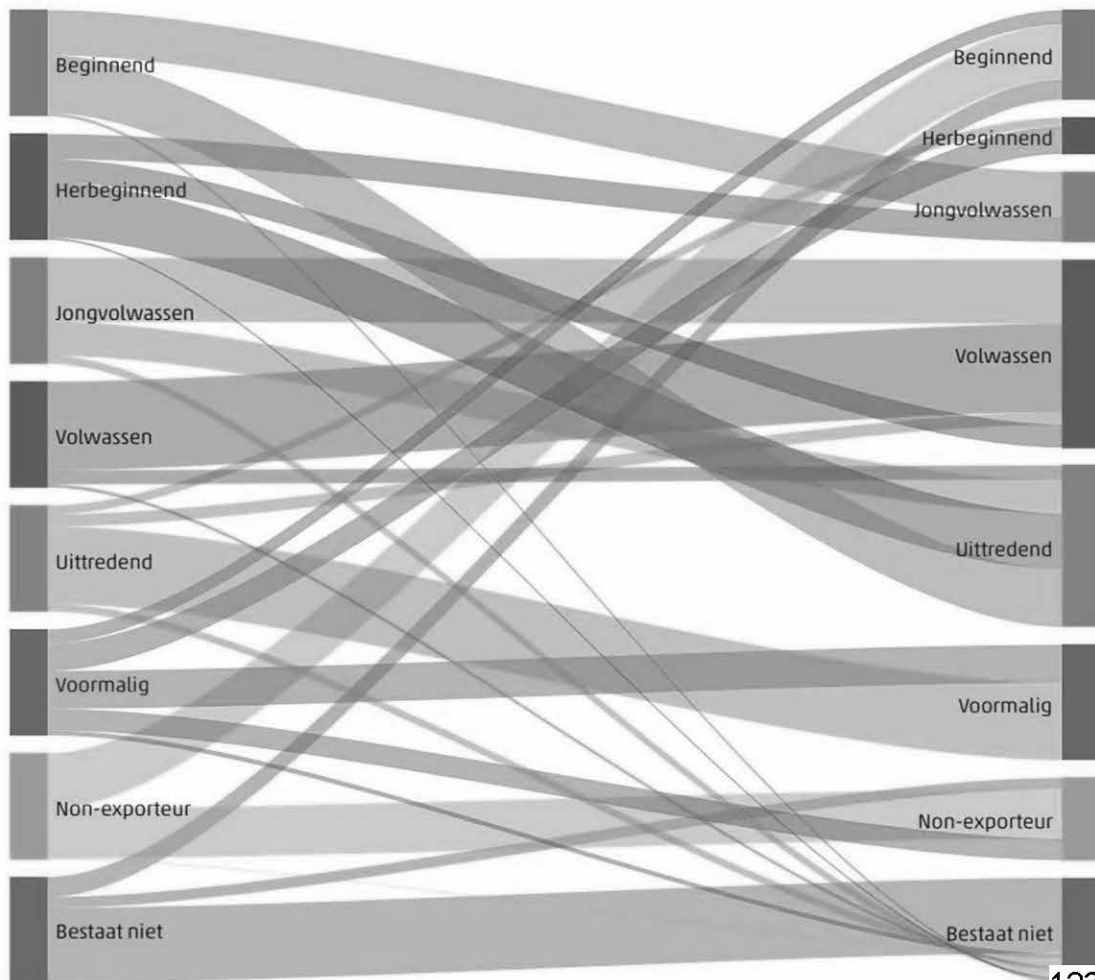 Beginnend
Herbeginnend
Jongvolwassen
Volwassen
Uittredend
Voormalig
Non-exporteur
Bestaat niet
Beginnend
Herbeginnend
Jongvolwassen
Volwassen
Uittredend
Voormalig
Non-exporteur
Bestaat niet